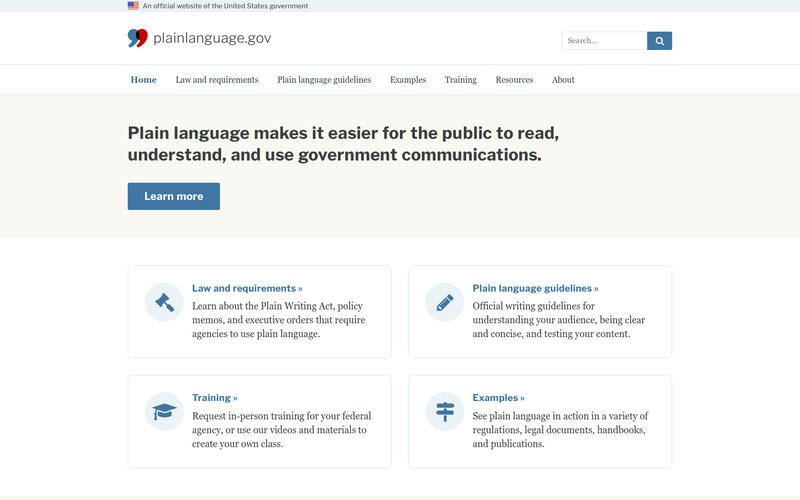 An official website of the United States government
plainlanguage.gov
Search...
Home Law and requirements Plain language guidelines Examples Training Resources About
Plain language makes it easier for the public to read,
understand, and use government communications.
Learn more
Law and requirements »
Learn about the Plain Writing Act, policy
memos, and executive orders that require
agencies to use plain language.
Plain language guidelines »
Official writing guidelines for
understanding your audience, being clear
and concise, and testing your content.
Training »
Request in-person training for your federal
agency, or use our videos and materials to
create your own class.
Examples »
See plain language in action in a variety of
regulations, legal documents, handbooks,
and publications.